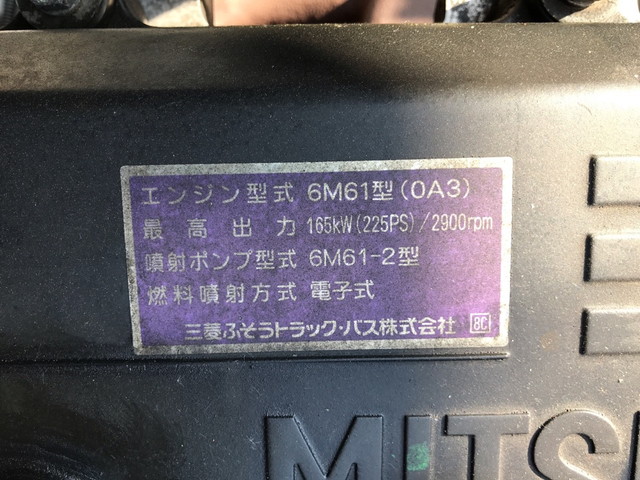 エンジン型式 6M61型(0A3)
最高出力 165kW(225PS)/2900rpm
噴射ポンプ型式 6M61-2型
燃料噴射方式 電子式
三菱ふそうトラック・バス株式会社 8C
MITS